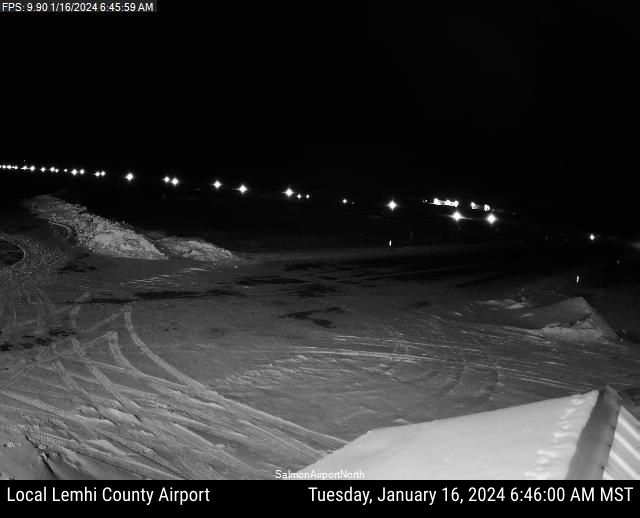 FPS: 9.90 1/16/2024 6:45:59 AM
SalmonAirportNorth
Local Lemhi County Airport Tuesday, January 16, 2024 6:46:00 AM MST